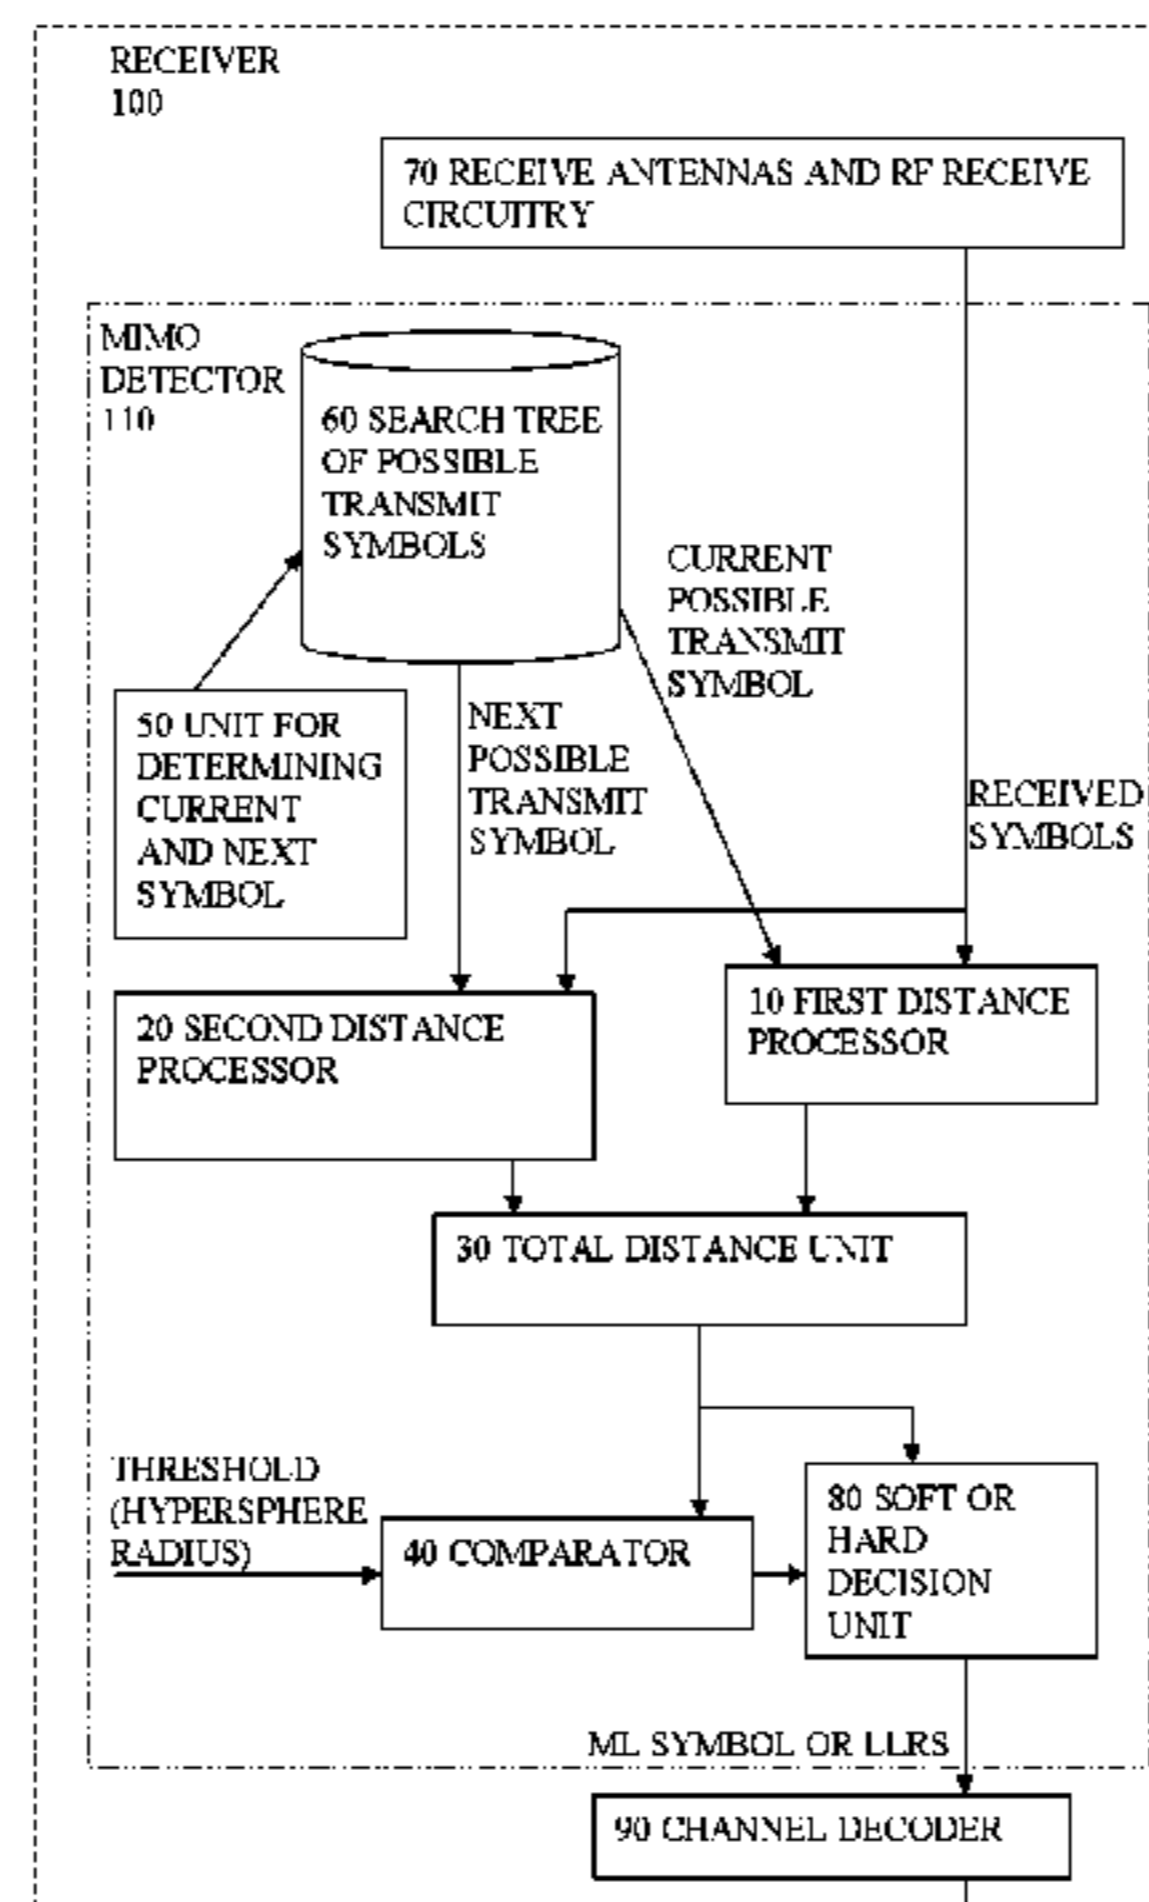 RECEIVER
100
70 RECEIVE ANTENNAS AND RF RECEIVE
CIRCUITRY
MIMO
DETECTOR
110
60 SEARCH TREE
OF POSSIBLE
TRANSMIT
SYMBOLS
CURRENT
POSSIBLE
TRANSMIT
SYMBOL
50 UNIT FOR
DETERMINING
CURRENT
AND NEXT
SYMBOL
NEXT
POSSIBLE
TRANSMIT
SYMBOL
RECEIVED
SYMBOLS
20 SECOND DISTANCE
PROCESSOR
10 FIRST DISTANCE
PROCESSOR
30 TOTAL DISTANCE UNIT
THRESHOLD
(HYPERSPHERE
RADIUS)
40 COMPARATOR
80 SOFT OR
HARD
DECISION
UNIT
ML SYMBOL OR LLRS
90 CHANNEL DECODER